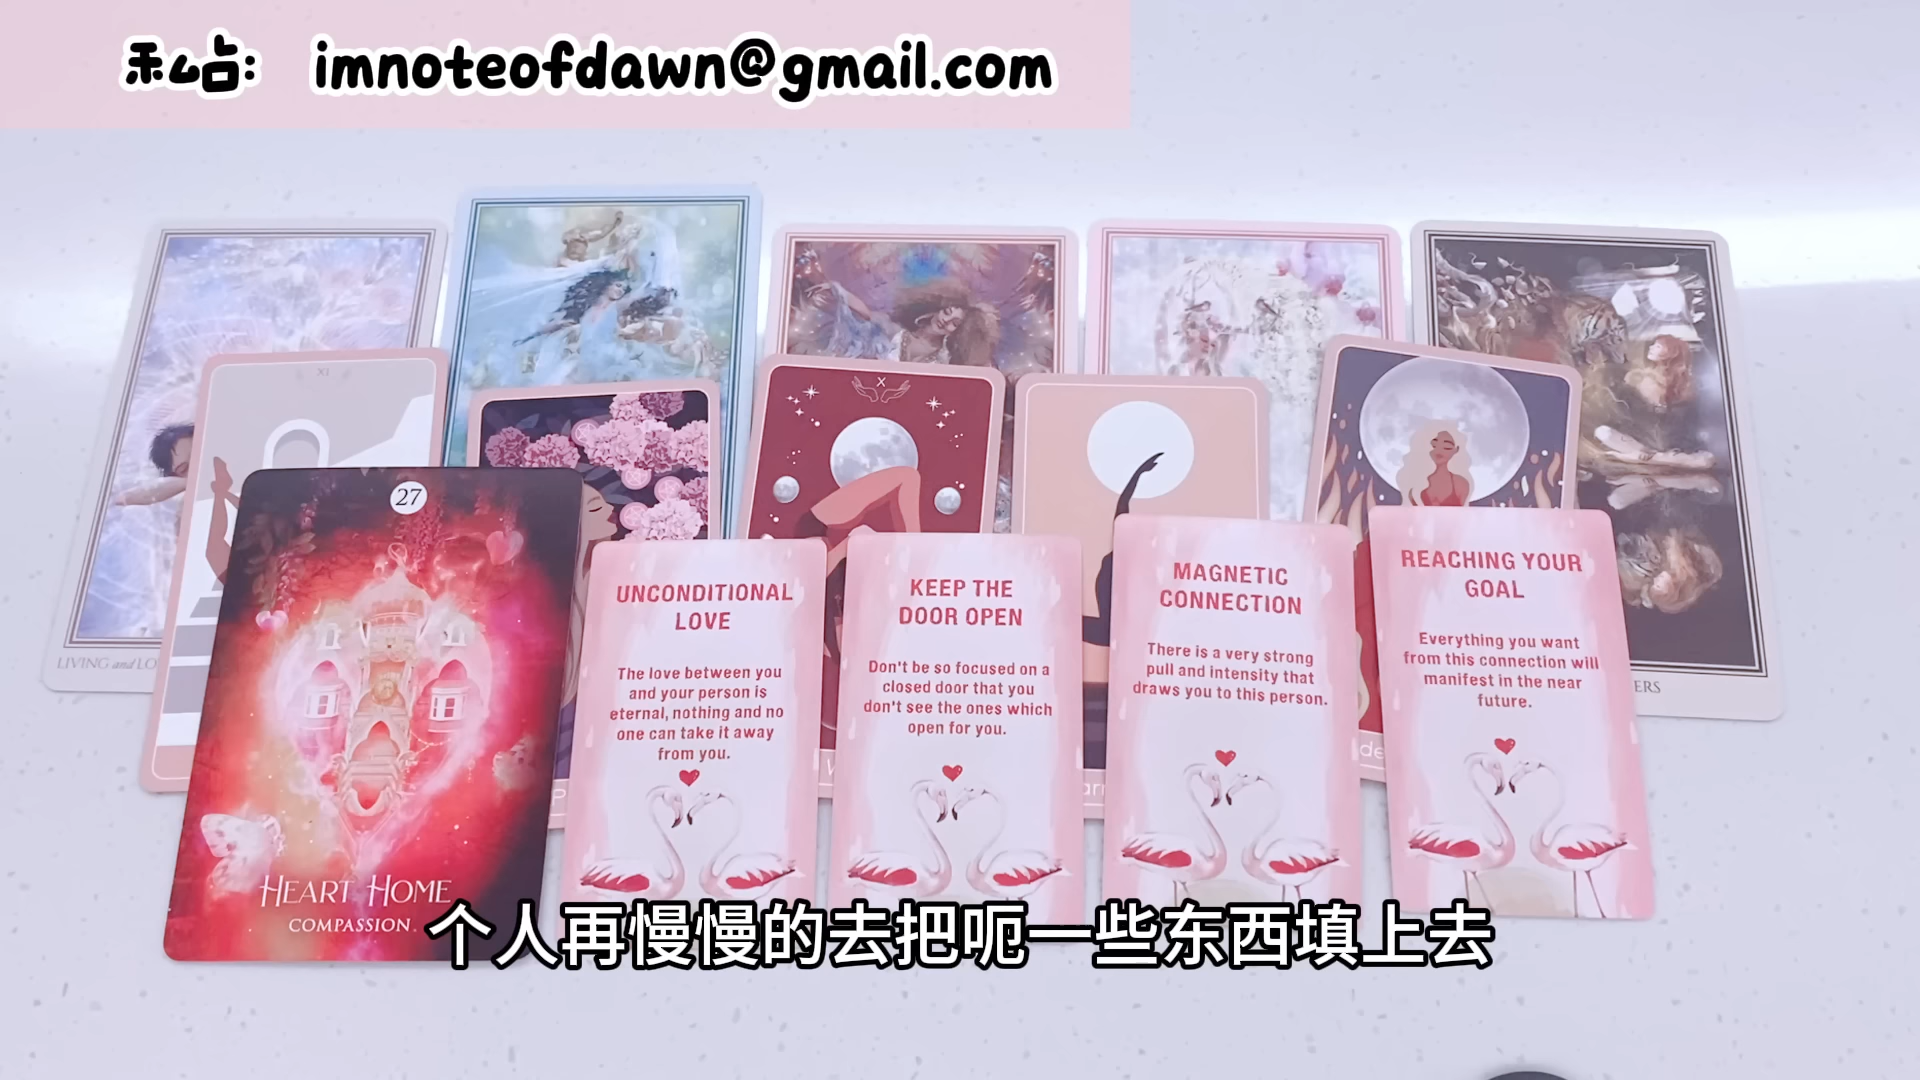 私占: imnoteofdawn@gmail.com
XI
X
27
HEART HOME
COMPASSION
UNCONDITIONAL
LOVE
The love between you
and your person is
eternal, nothing and no
one can take it away
from you.
KEEP THE
DOOR OPEN
Don't be so focused on a
closed door that you
don't see the ones which
open for you.
MAGNETIC
CONNECTION
There is a very strong
pull and intensity that
draws you to this person.
REACHING YOUR
GOAL
Everything you want
from this connection will
manifest in the near
future.
LIVING and LO
ERS
个人再慢慢的去把呃一些东西填上去